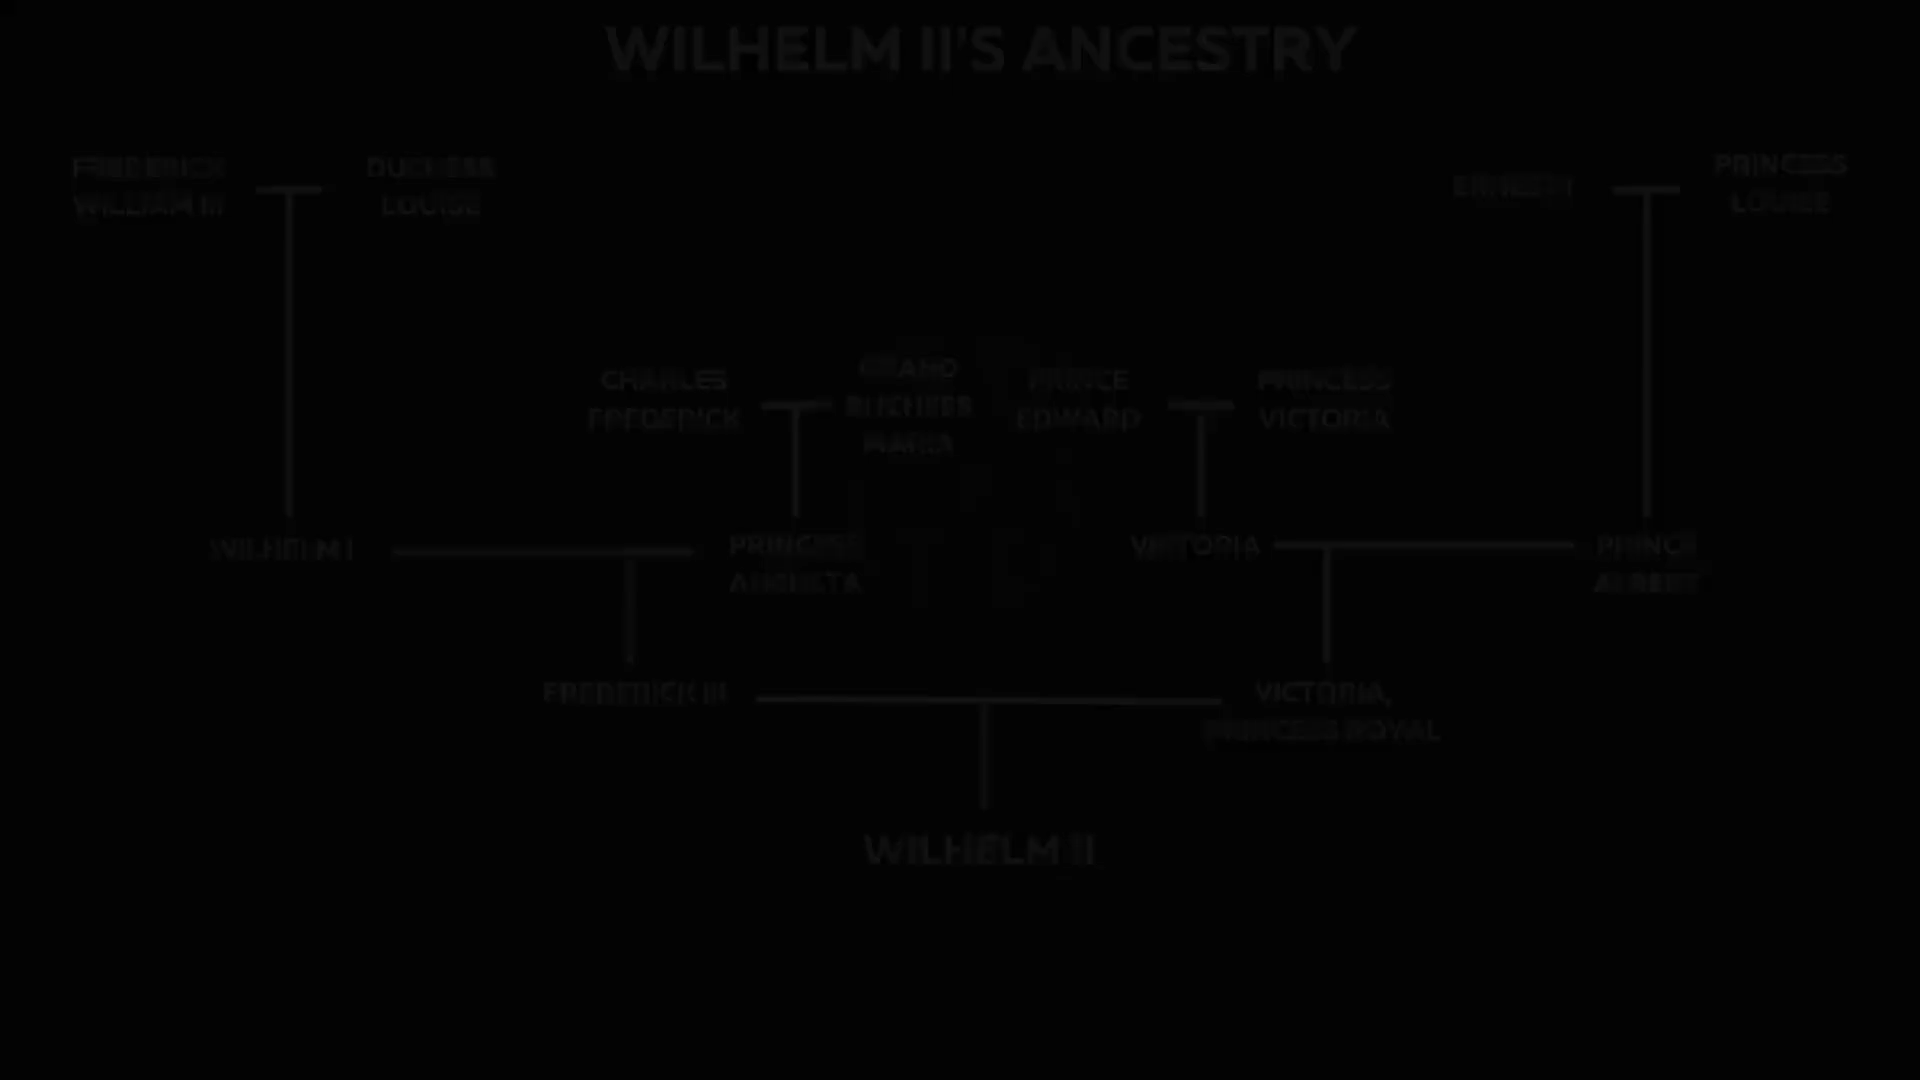 WILHELM II'S ANCESTRY
FREDERICK
WILLIAM III
DUCHESS
LOUISE
PRINCESS
LOUISE
CHARLES
FREDERICK
GRAND
DUCHESS
MARIA
PRINCE
EDWARD
PRINCESS
VICTORIA
WILHELM I
PRINCESS
AUGUSTA
VICTORIA
PRINCE
ALBERT
FREDERICK III
VICTORIA,
PRINCESS ROYAL
WILHELM II